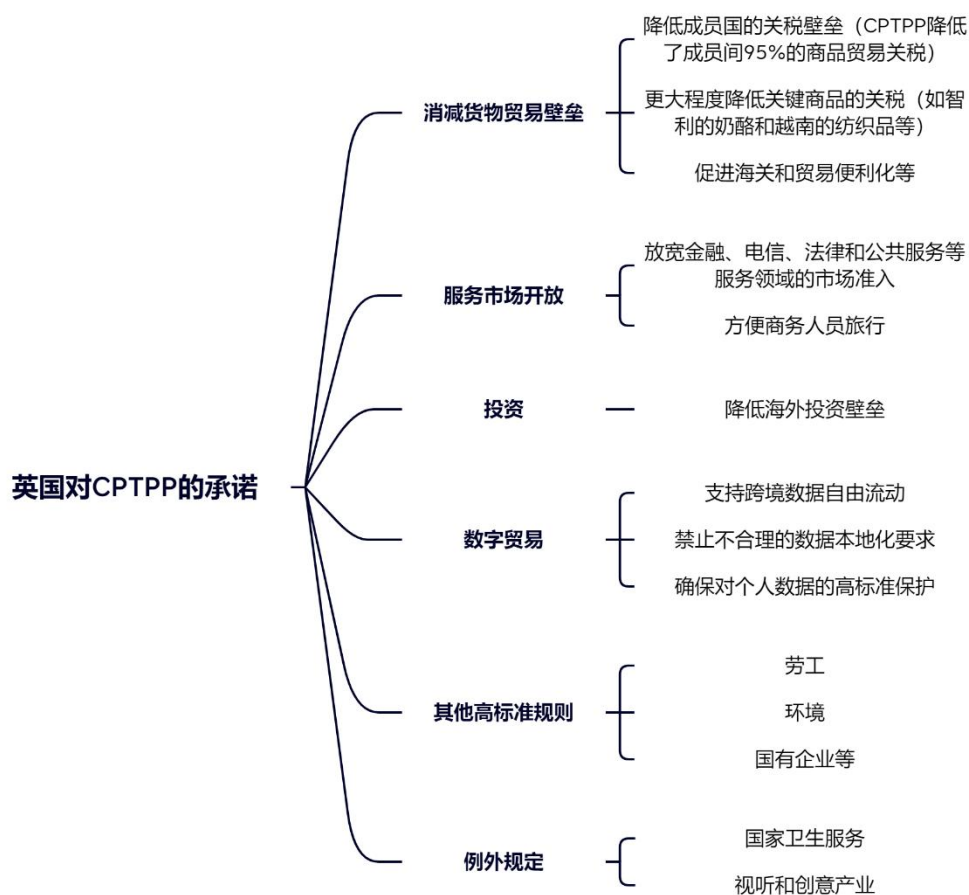 降低成员国的关税壁垒（CPTPP降低
了成员间95%的商品贸易关税）
消减货物贸易壁垒
更大程度降低关键商品的关税（如智
利的奶酪和越南的纺织品等）
促进海关和贸易便利化等
放宽金融、电信、法律和公共服务等
服务领域的市场准入
服务市场开放
方便商务人员旅行
投资
降低海外投资壁垒
英国对CPTPP的承诺
支持跨境数据自由流动
数字贸易
禁止不合理的数据本地化要求
确保对个人数据的高标准保护
劳工
其他高标准规则
环境
国有企业等
国家卫生服务
例外规定
视听和创意产业